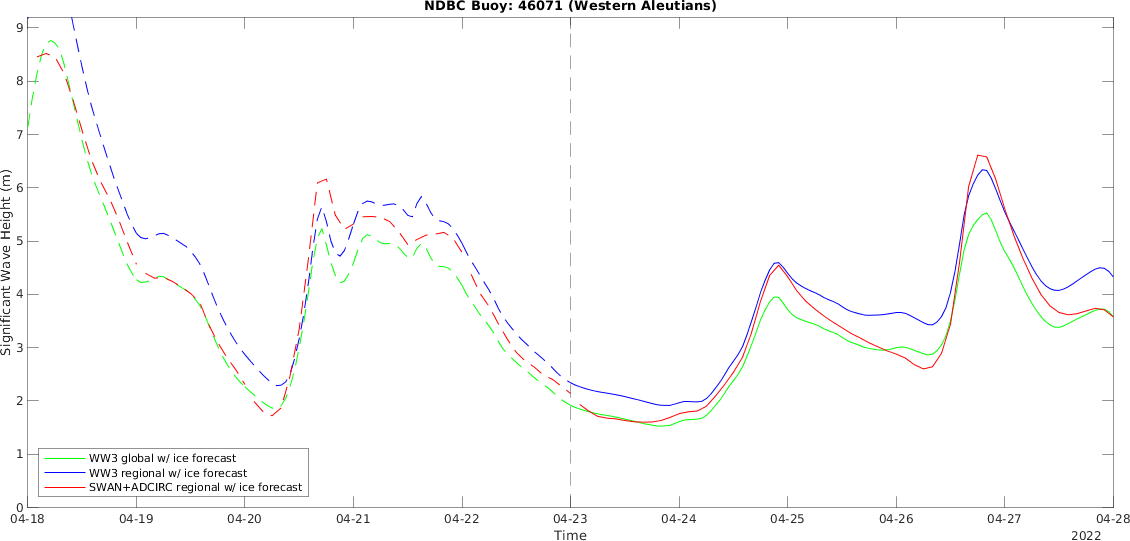 NDBC Buoy: 46071 (Western Aleutians)
Significant Wave Height (m)
9
8
7
6
5
4
3
2
1
0
WW3 global w/ ice forecast
WW3 regional w/ ice forecast
SWAN+ADCIRC regional w/ ice forecast
04-18 04-19 04-20 04-21 04-22 04-23 04-24 04-25 04-26 04-27 04-28
Time
2022